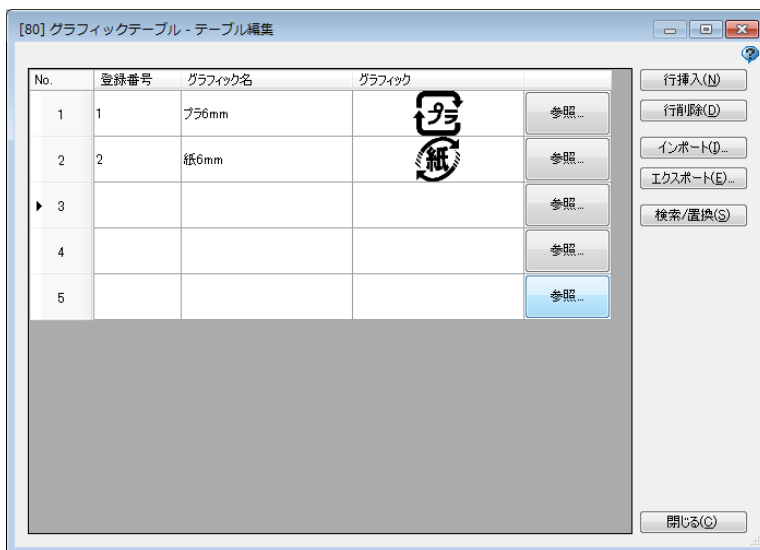 [80] グラフィックテーブル - テーブル編集
No. 登録番号 グラフィック名 グラフィック
行挿入(N)
1 1 プラ6mm プラ 参照...
行削除(D)
2 2 紙6mm 紙 参照...
インポート(I)...
エクスポート(E)...
3 参照...
検索/置換(S)
4 参照...
5 参照...
閉じる(C)